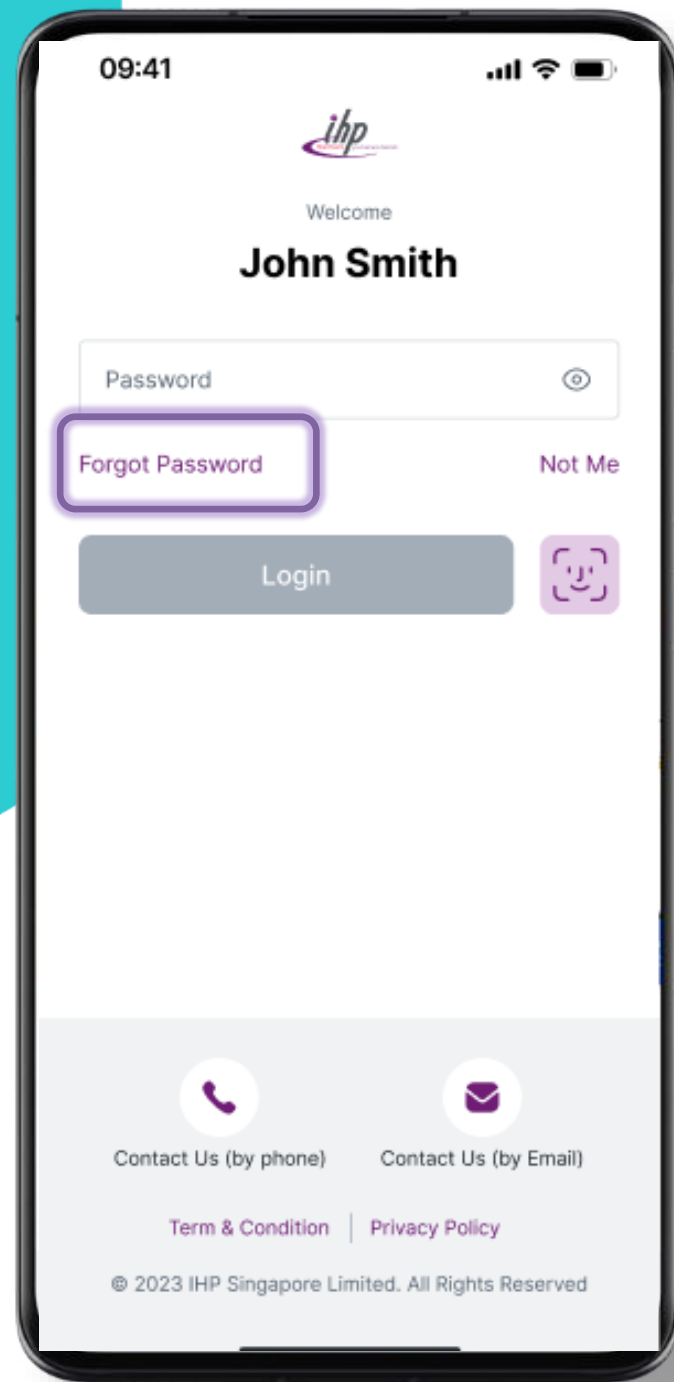 09:41
ihp
Welcome
John Smith
Password
Forgot Password
Not Me
Login
Contact Us (by phone)
Contact Us (by Email)
Term & Condition
Privacy Policy
© 2023 IHP Singapore Limited. All Rights Reserved